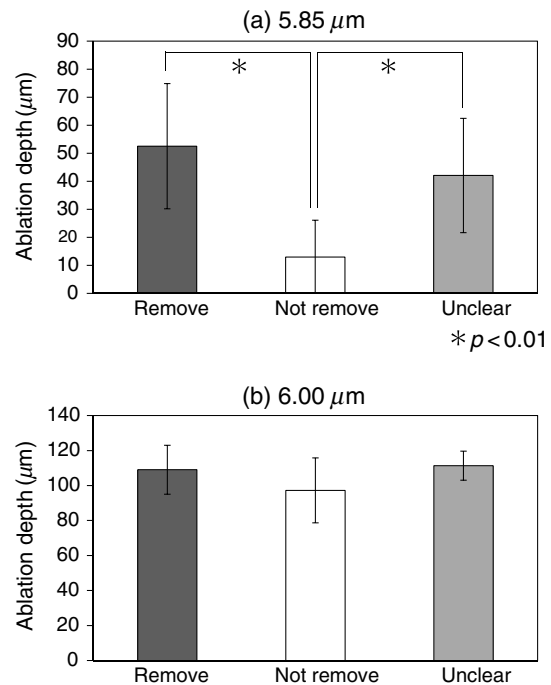 (a) 5.85 μm
Ablation depth (μm)
90
80
70
60
50
40
30
20
10
0
* *
Remove Not remove Unclear
* p < 0.01
(b) 6.00 μm
Ablation depth (μm)
140
120
100
80
60
40
20
0
Remove Not remove Unclear